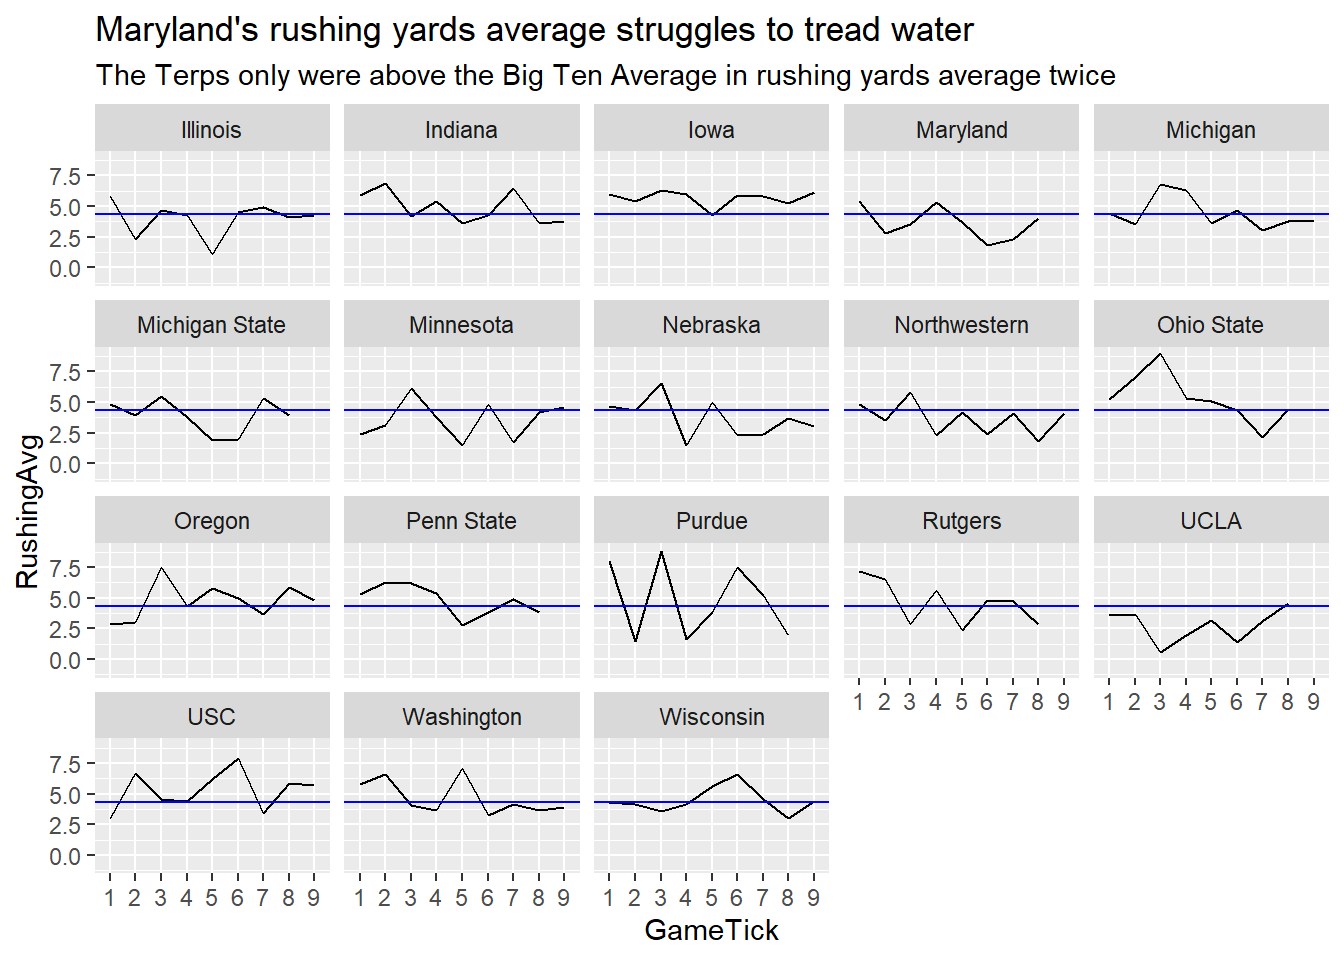 Maryland's rushing yards average struggles to tread water
The Terps only were above the Big Ten Average in rushing yards average twice
Illinois Indiana Iowa Maryland Michigan
7.5
5.0
2.5
0.0
Michigan State Minnesota Nebraska Northwestern Ohio State
7.5
5.0
2.5
0.0
RushingAvg
Oregon Penn State Purdue Rutgers UCLA
7.5
5.0
2.5
0.0
1 2 3 4 5 6 7 8 9 1 2 3 4 5 6 7 8 9
USC Washington Wisconsin
7.5
5.0
2.5
0.0
1 2 3 4 5 6 7 8 9 1 2 3 4 5 6 7 8 9 1 2 3 4 5 6 7 8 9
GameTick